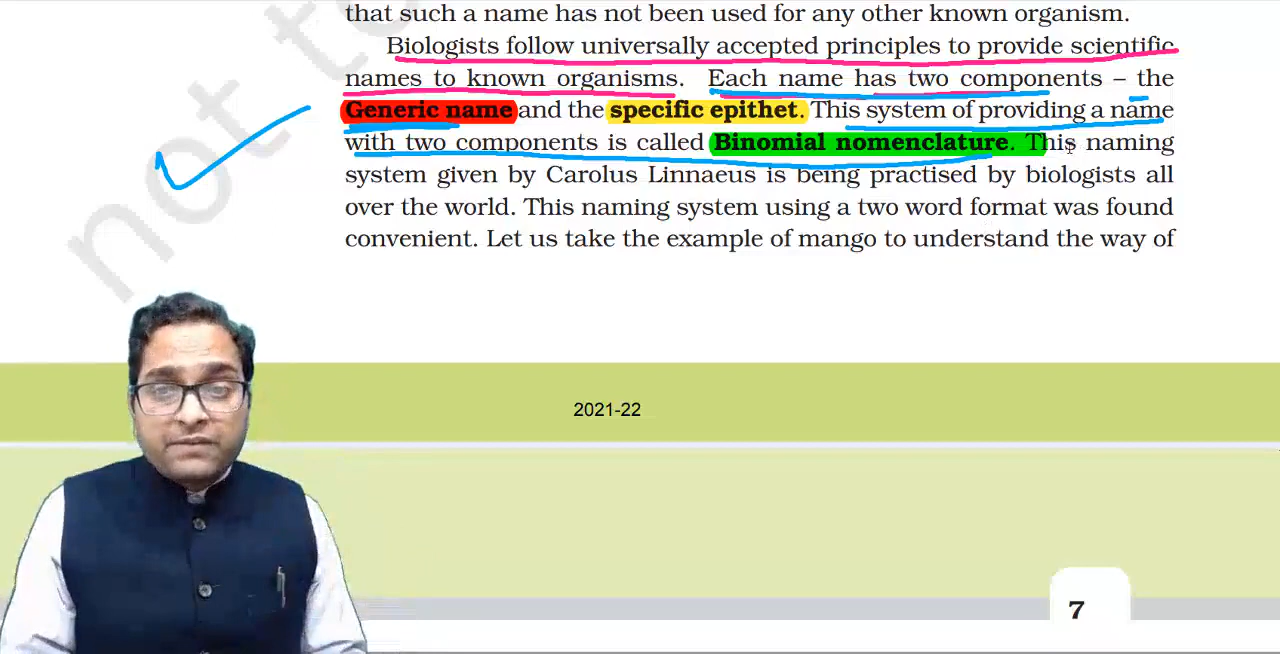 that such a name has not been used for any other known organism.
Biologists follow universally accepted principles to provide scientific
names to known organisms. Each name has two components – the
Generic name and the specific epithet. This system of providing a name
with two components is called Binomial nomenclature. This naming
system given by Carolus Linnaeus is being practised by biologists all
over the world. This naming system using a two word format was found
convenient. Let us take the example of mango to understand the way of
not to
2021-22
7